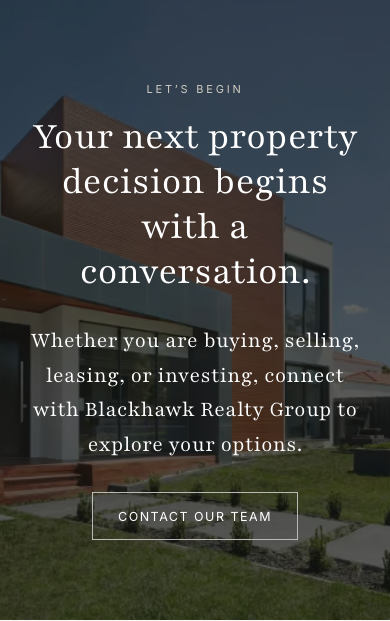 LET’S BEGIN
Your next property
decision begins
with a
conversation.
Whether you are buying, selling,
leasing, or investing, connect
with Blackhawk Realty Group to
explore your options.
CONTACT OUR TEAM